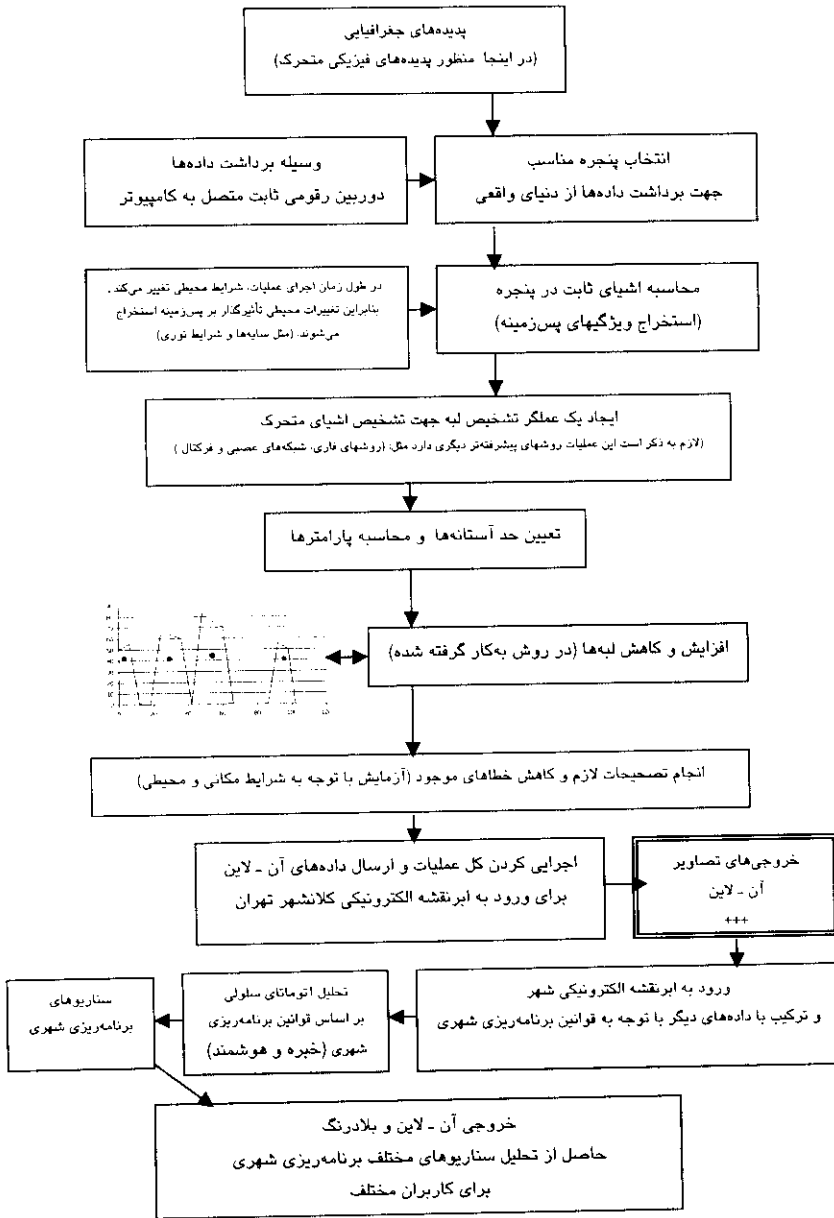 پدیده‌های جغرافیایی
(در اینجا منظور پدیده‌های فیزیکی متحرک)
انتخاب پنجره مناسب
جهت برداشت داده‌ها از دنیای واقعی
وسیله برداشت داده‌ها
دوربین رقومی ثابت متصل به کامپیوتر
محاسبه اشیای ثابت در پنجره
(استخراج ویژگیهای پس‌زمینه)
در طول زمان اجرای عملیات، شرایط محیطی تغییر می‌کند،
بنابراین تغییرات محیطی تأثیرگذار بر پس‌زمینه استخراج
می‌شوند. (مثل سایه‌ها و شرایط نوری)
ایجاد یک عملگر تشخیص لبه جهت تشخیص اشیای متحرک
(لازم به ذکر است این عملیات روشهای پیشرفته‌تر دیگری دارد مثل: (روشهای فازی، شبکه‌های عصبی و فرکتال )
تعیین حد آستانه‌ها و محاسبه پارامترها
افزایش و کاهش لبه‌ها (در روش به‌کار گرفته شده)
انجام تصحیحات لازم و کاهش خطاهای موجود (آزمایش با توجه به شرایط مکانی و محیطی)
اجرایی کردن کل عملیات و ارسال داده‌های آن ـ لاین
برای ورود به ابرنقشه الکترونیکی کلانشهر تهران
خروجی‌های تصاویر
آن ـ لاین
+++
ورود به ابرنقشه الکترونیکی شهر
و ترکیب با داده‌های دیگر با توجه به قوانین برنامه‌ریزی شهری
تحلیل اتوماتای سلولی
بر اساس قوانین برنامه‌ریزی
شهری (خبره و هوشمند)
سناریوهای
برنامه‌ریزی شهری
خروجی آن ـ لاین و بلادرنگ
حاصل از تحلیل سناریوهای مختلف برنامه‌ریزی شهری
برای کاربران مختلف